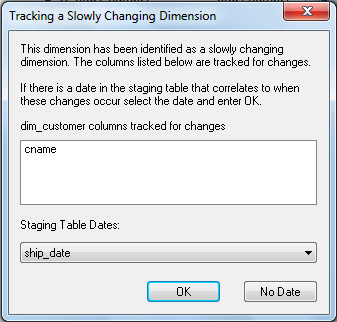 Tracking a Slowly Changing Dimension
This dimension has been identified as a slowly changing
dimension. The columns listed below are tracked for changes.
If there is a date in the staging table that correlates to when
these changes occur select the date and enter OK.
dim_customer columns tracked for changes
cname
Staging Table Dates:
ship_date
OK
No Date